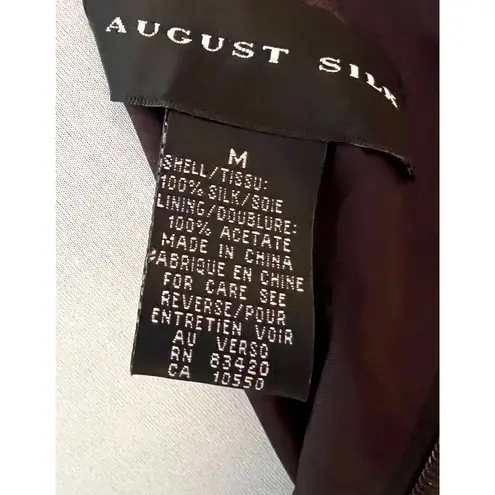 AUGUST SILK
M
SHELL/TISSU:
100% SILK/SOIE
LINING/DOUBLURE:
100% ACETATE
MADE IN CHINA
FABRIQUE EN CHINE
FOR CARE SEE
REVERSE/POUR
ENTRETIEN VOIR
AU VERSO
RN 83420
CA 10550